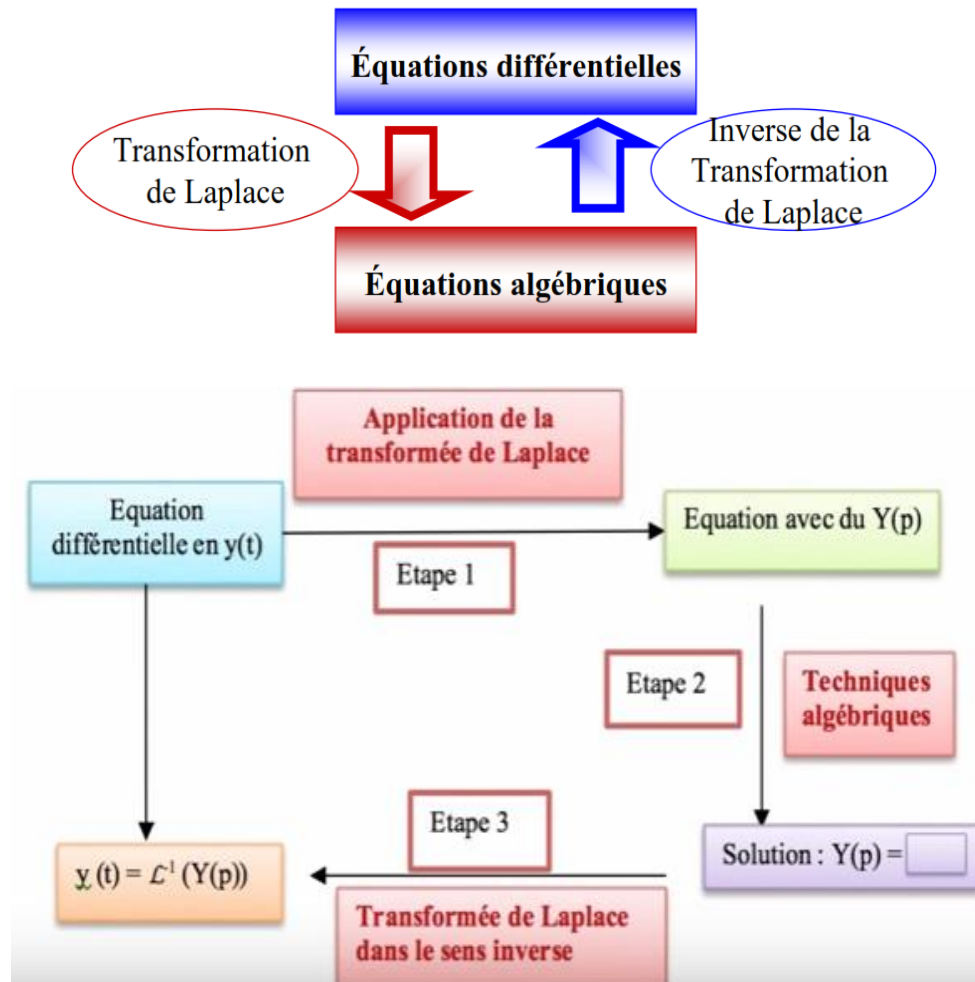 Équations différentielles
Transformation
de Laplace
Inverse de la
Transformation
de Laplace
Équations algébriques
Application de la
transformée de Laplace
Equation
différentielle en y(t)
Equation avec du Y(p)
Etape 1
Etape 2
Techniques
algébriques
Etape 3
Solution : Y(p) =
y (t) = ℒ¹ (Y(p))
Transformée de Laplace
dans le sens inverse